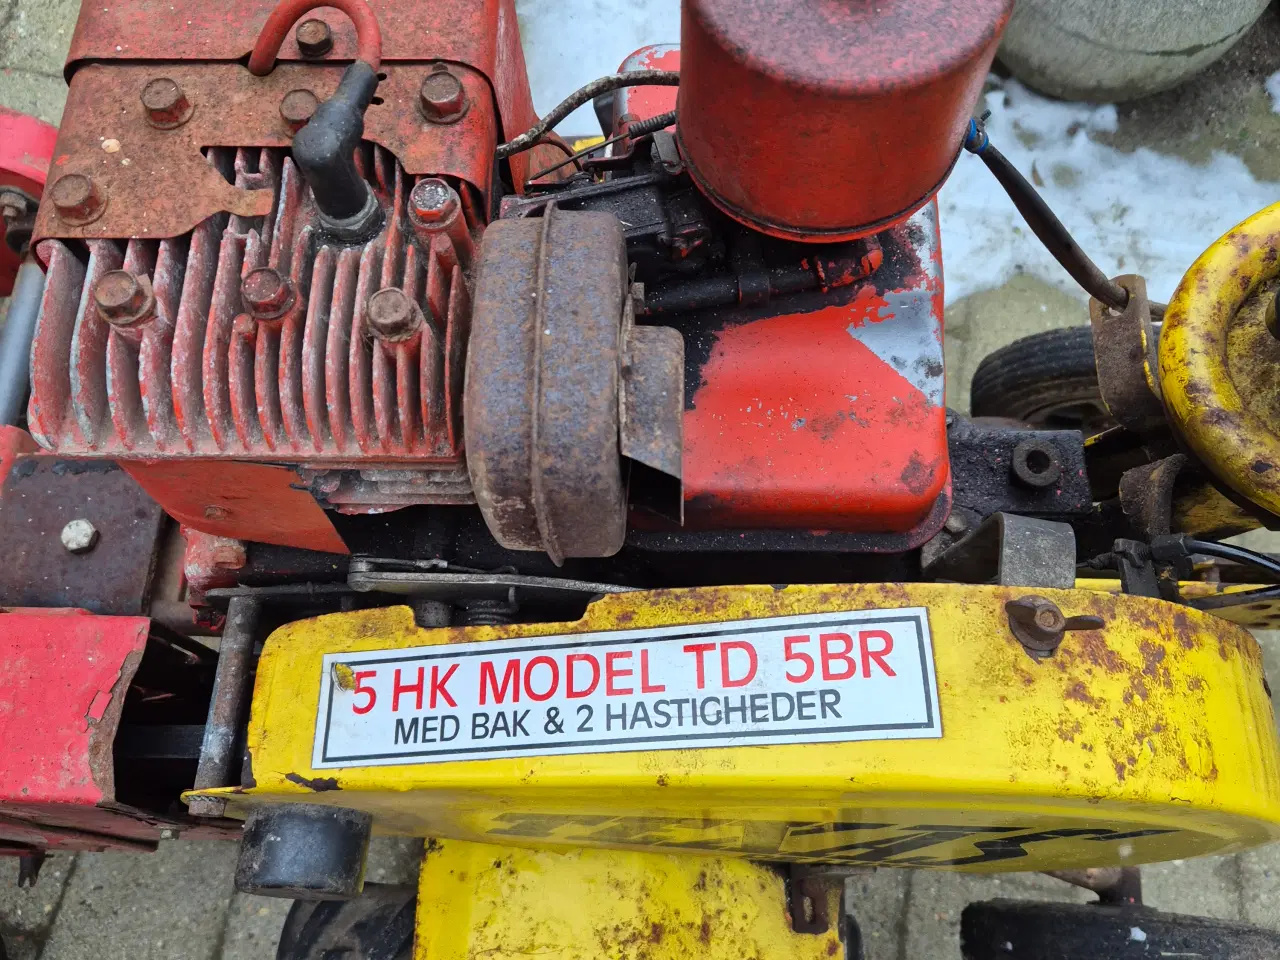 5 HK MODEL TD 5BR
MED BAK & 2 HASTIGHEDER